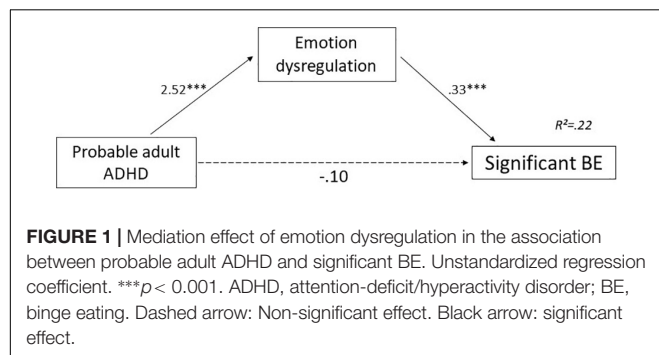 Emotion
dysregulation
2.52***
.33***
R²=.22
Probable adult
ADHD
Significant BE
-.10
FIGURE 1 | Mediation effect of emotion dysregulation in the association
between probable adult ADHD and significant BE. Unstandardized regression
coefficient. ***p< 0.001. ADHD, attention-deficit/hyperactivity disorder; BE,
binge eating. Dashed arrow: Non-significant effect. Black arrow: significant
effect.